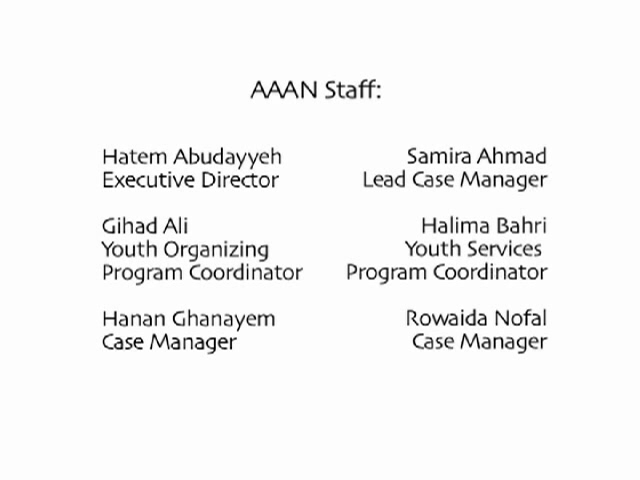 AAAN Staff:
Hatem Abudayyeh
Executive Director
Samira Ahmad
Lead Case Manager
Gihad Ali
Youth Organizing
Program Coordinator
Halima Bahri
Youth Services
Program Coordinator
Hanan Ghanayem
Case Manager
Rowaida Nofal
Case Manager